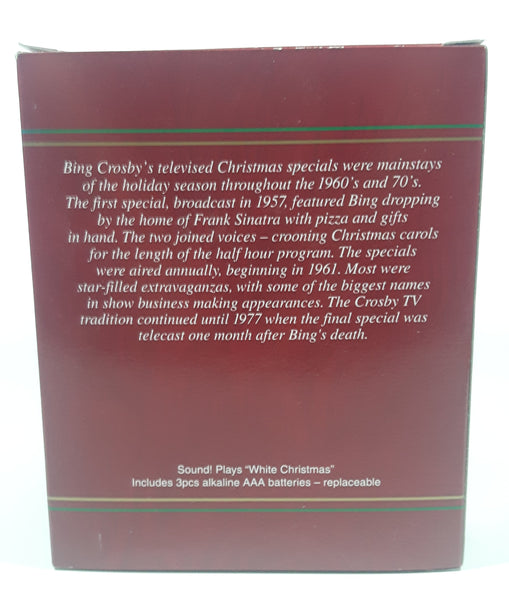 Bing Crosby's televised Christmas specials were mainstays
of the holiday season throughout the 1960's and 70's.
The first special, broadcast in 1957, featured Bing dropping
by the home of Frank Sinatra with pizza and gifts
in hand. The two joined voices – crooning Christmas carols
for the length of the half hour program. The specials
were aired annually, beginning in 1961. Most were
star-filled extravaganzas, with some of the biggest names
in show business making appearances. The Crosby TV
tradition continued until 1977 when the final special was
telecast one month after Bing's death.
Sound! Plays "White Christmas"
Includes 3pcs alkaline AAA batteries – replaceable